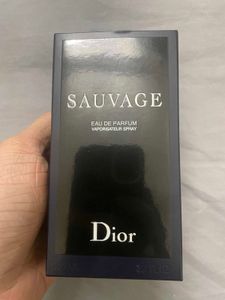 SAUVAGE
EAU DE PARFUM
VAPORISATEUR SPRAY
Dior